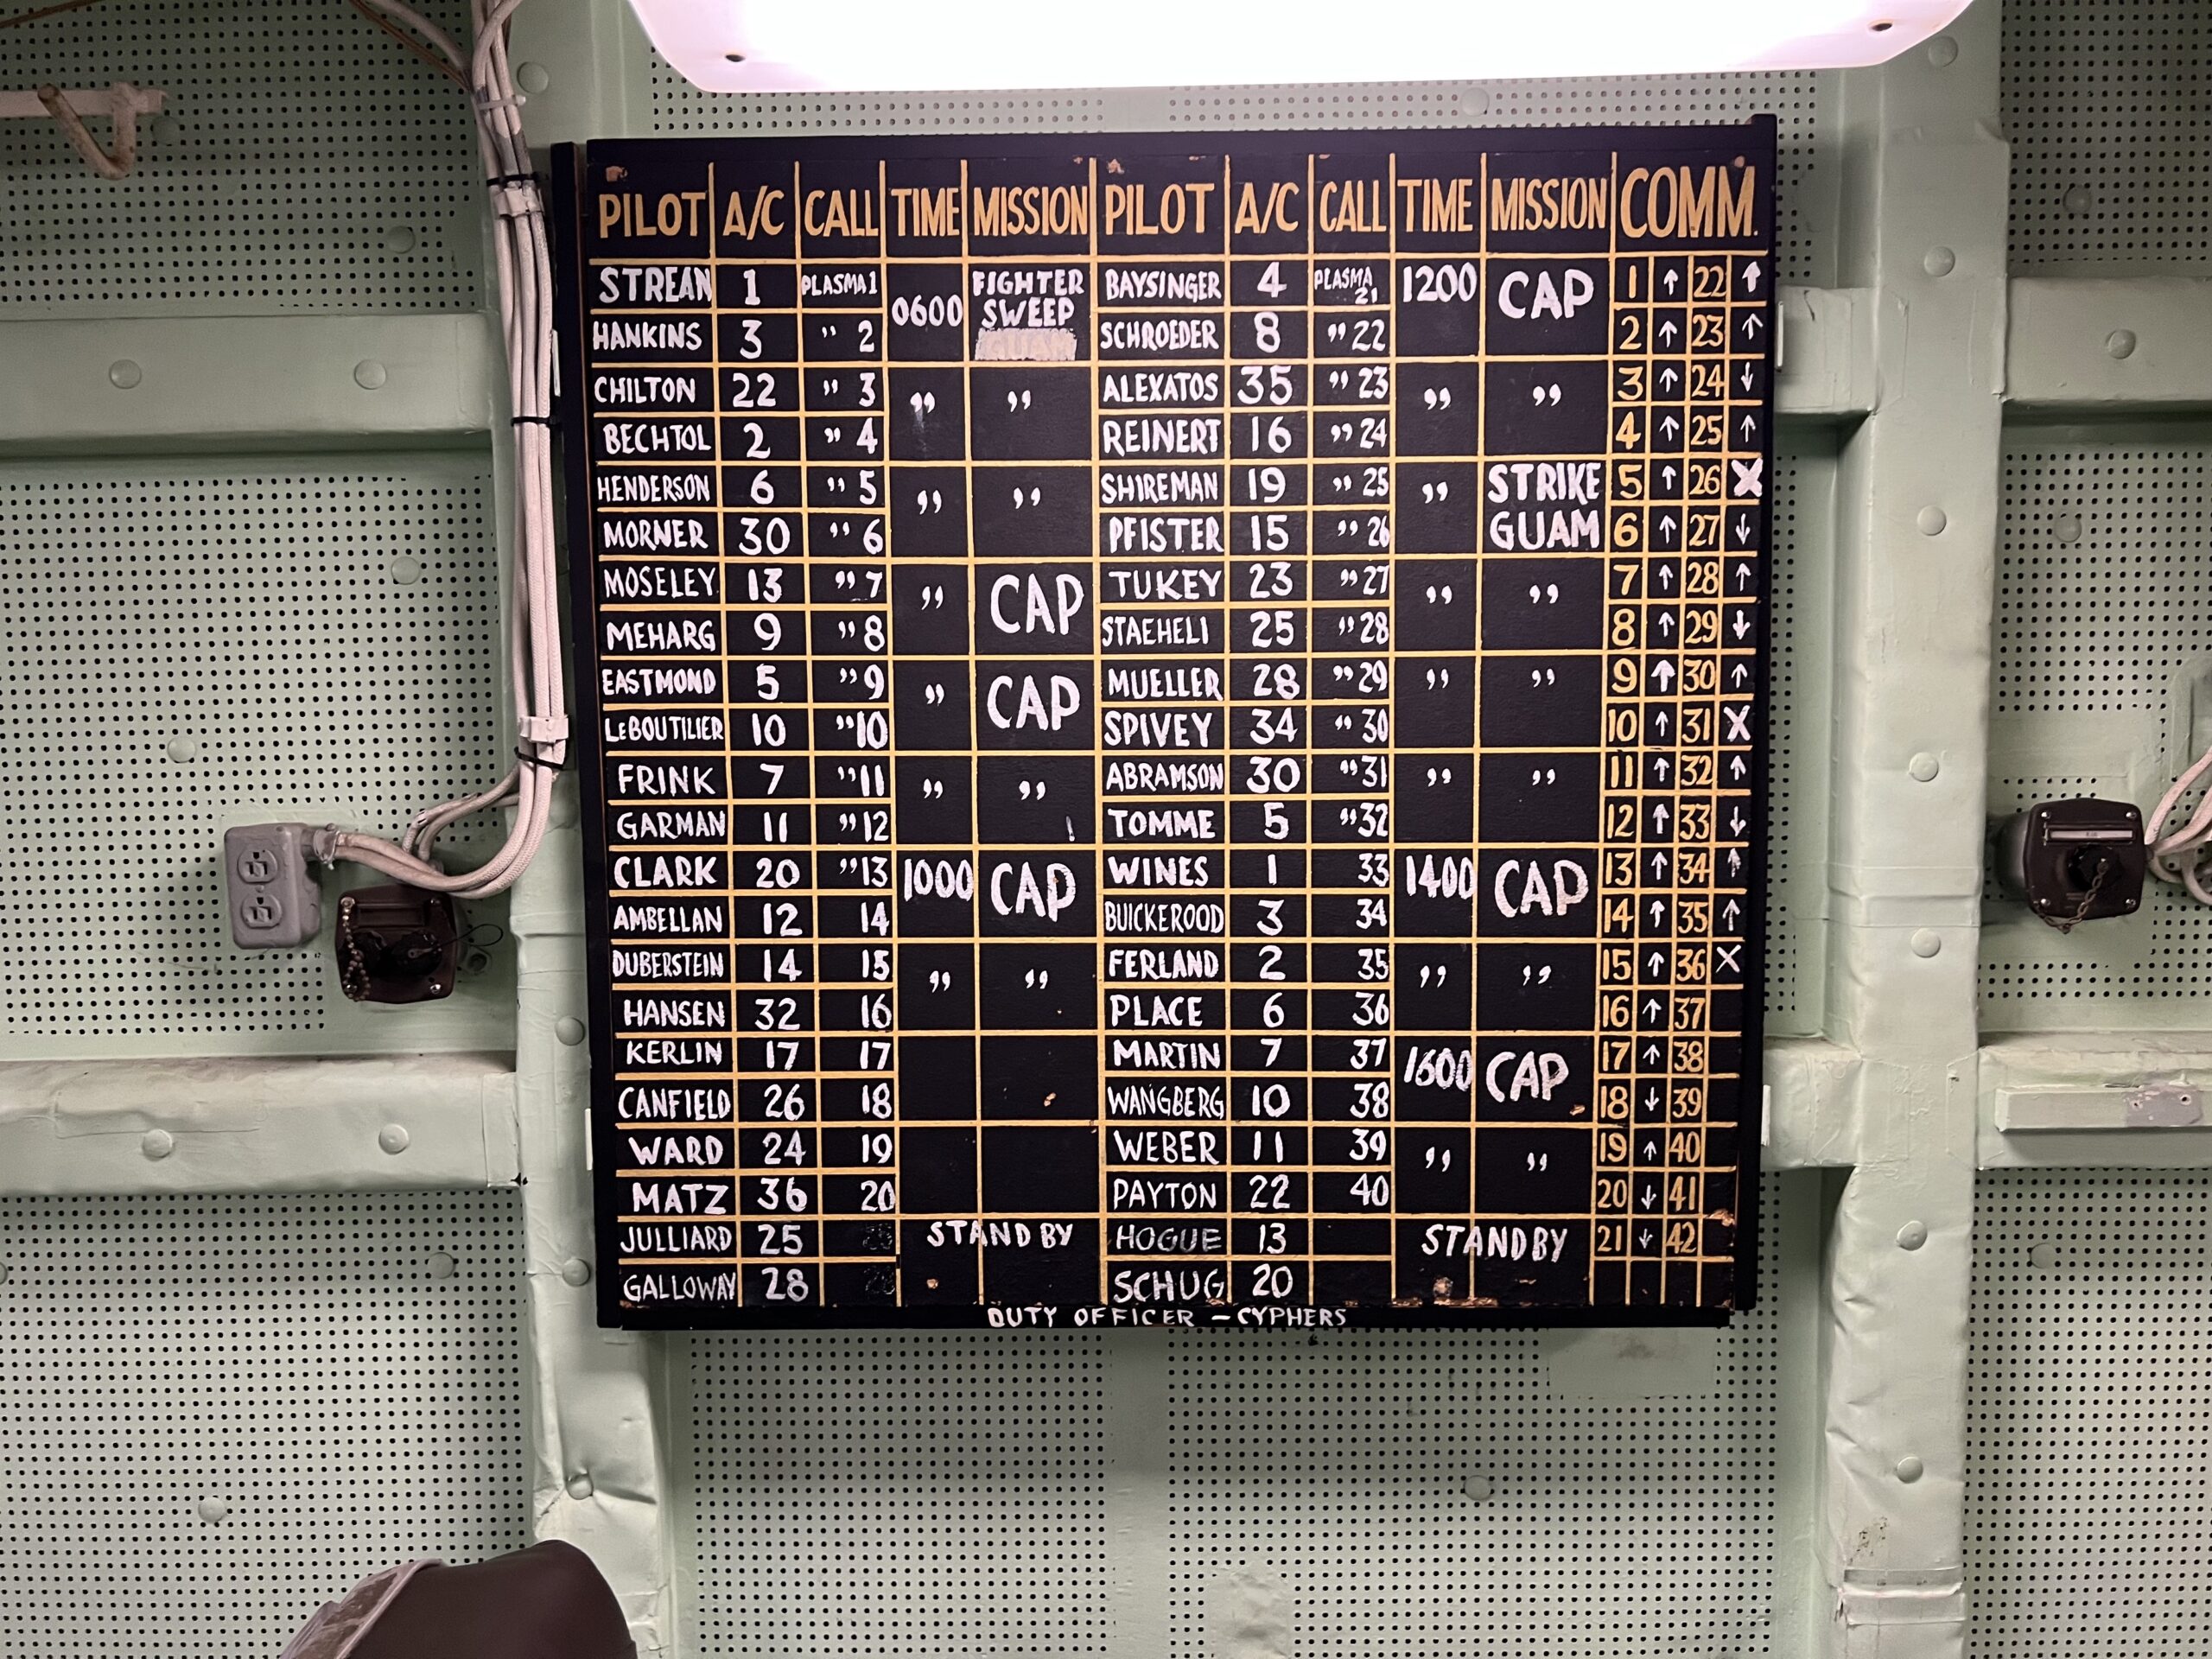 PILOT A/C CALL TIME MISSION PILOT A/C CALL TIME MISSION COMM.
STREAN 1 PLASMA 1 0600 FIGHTER SWEEP BAYSINGER 4 PLASMA 21 1200 CAP 1 ↑ 22 ↑
HANKINS 3 " 2 SCHROEDER 8 " 22 2 ↑ 23 ↑
CHILTON 22 " 3 " " ALEXATOS 35 " 23 " " 3 ↑ 24 ↓
BECHTOL 2 " 4 REINERT 16 " 24 4 ↑ 25 ↑
HENDERSON 6 " 5 " " SHIREMAN 19 " 25 " STRIKE 5 ↑ 26 X
MORNER 30 " 6 PFISTER 15 " 26 GUAM 6 ↑ 27 ↓
MOSELEY 13 " 7 " CAP TUKEY 23 " 27 " " 7 ↑ 28 ↑
MEHARG 9 " 8 STAEHELI 25 " 28 8 ↑ 29 ↓
EASTMOND 5 " 9 " CAP MUELLER 28 " 29 " " 9 ↑ 30 ↑
LeBOUTILIER 10 " 10 SPIVEY 34 " 30 10 ↑ 31 X
FRINK 7 " 11 " " ABRAMSON 30 " 31 " " 11 ↑ 32 ↑
GARMAN 11 " 12 TOMME 5 " 32 12 ↑ 33 ↓
CLARK 20 " 13 1000 CAP WINES 1 33 1400 CAP 13 ↑ 34 ↑
AMBELLAN 12 14 BUICKEROOD 3 34 14 ↑ 35 ↑
DUBERSTEIN 14 15 " " FERLAND 2 35 " " 15 ↑ 36 X
HANSEN 32 16 PLACE 6 36 16 ↑ 37
KERLIN 17 17 MARTIN 7 37 1600 CAP 17 ↑ 38
CANFIELD 26 18 WANGBERG 10 38 18 ↓ 39
WARD 24 19 WEBER 11 39 " " 19 ↑ 40
MATZ 36 20 PAYTON 22 40 20 ↓ 41
JULLIARD 25 STAND BY HOGUE 13 STANDBY 21 ↓ 42
GALLOWAY 28 SCHUG 20
DUTY OFFICER - CYPHERS